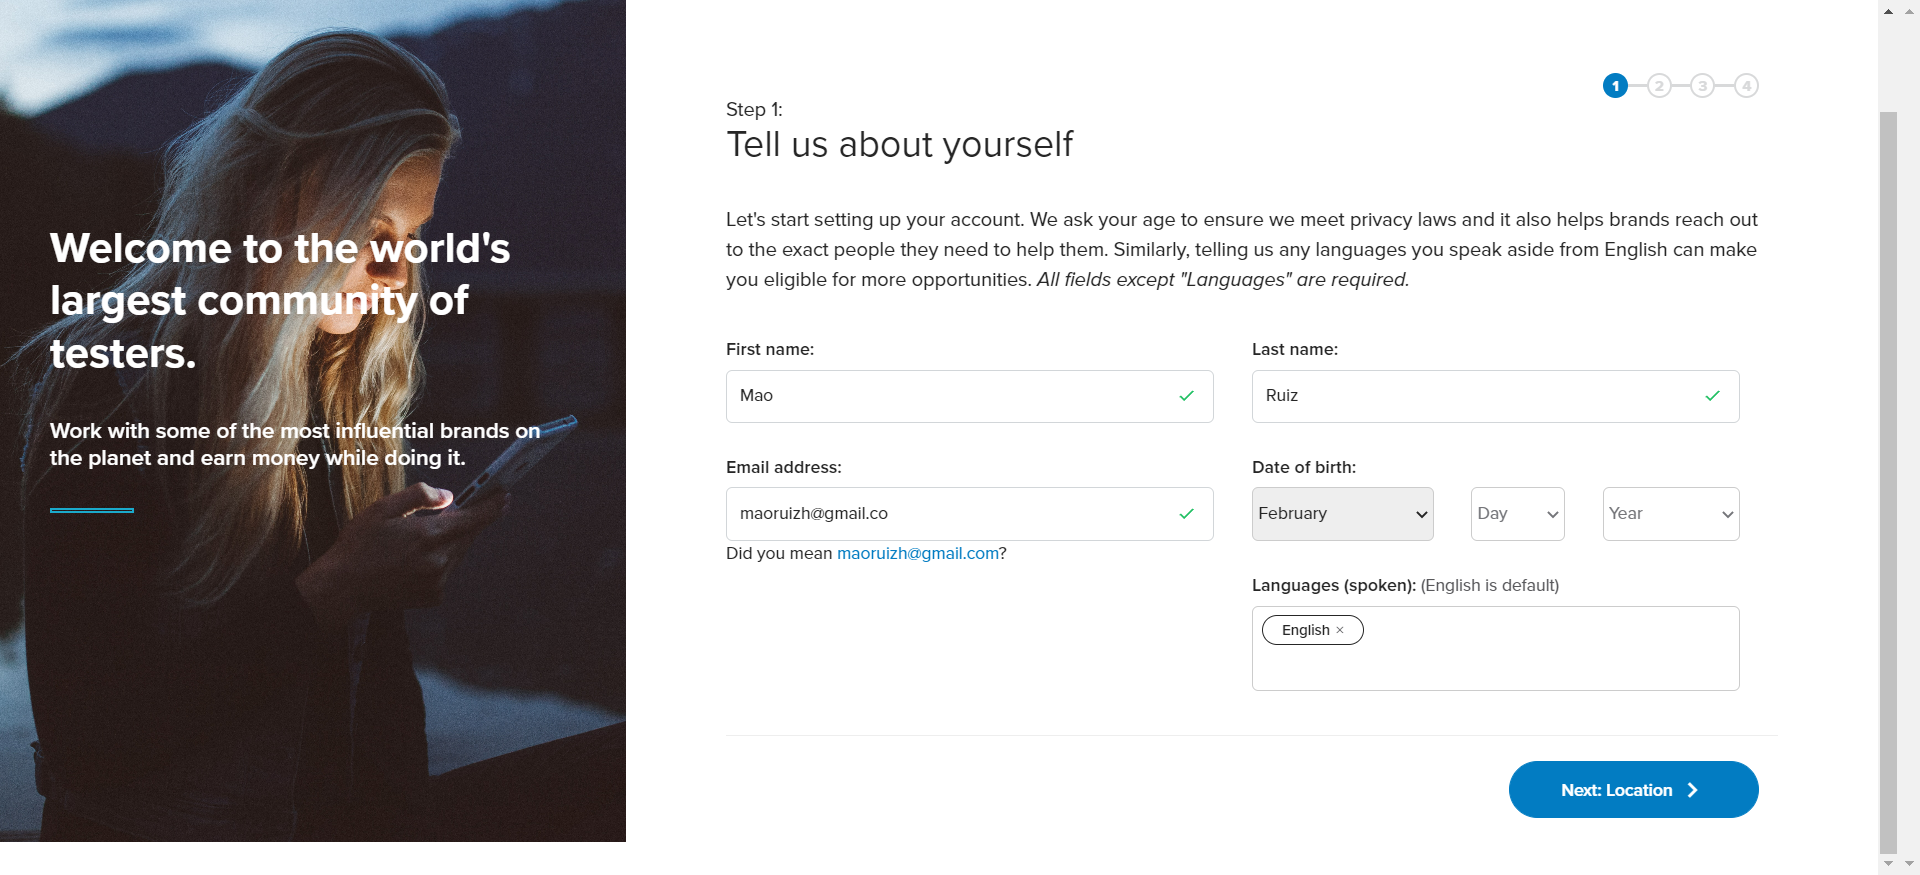 Welcome to the world's
largest community of
testers.
Work with some of the most influential brands on
the planet and earn money while doing it.
1 2 3 4
Step 1:
Tell us about yourself
Let's start setting up your account. We ask your age to ensure we meet privacy laws and it also helps brands reach out
to the exact people they need to help them. Similarly, telling us any languages you speak aside from English can make
you eligible for more opportunities. All fields except "Languages" are required.
First name:
Mao
Last name:
Ruiz
Email address:
maoruizh@gmail.co
Did you mean maoruizh@gmail.com?
Date of birth:
February Day Year
Languages (spoken): (English is default)
English ×
Next: Location